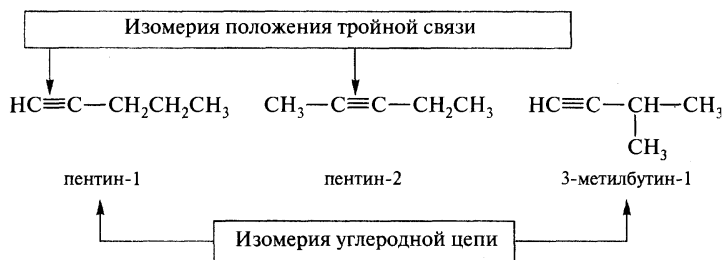 Изомерия положения тройной связи
HC≡C—CH₂CH₂CH₃ CH₃—C≡C—CH₂CH₃ HC≡C—CH—CH₃
CH₃
пентин-1 пентин-2 3-метилбутин-1
Изомерия углеродной цепи